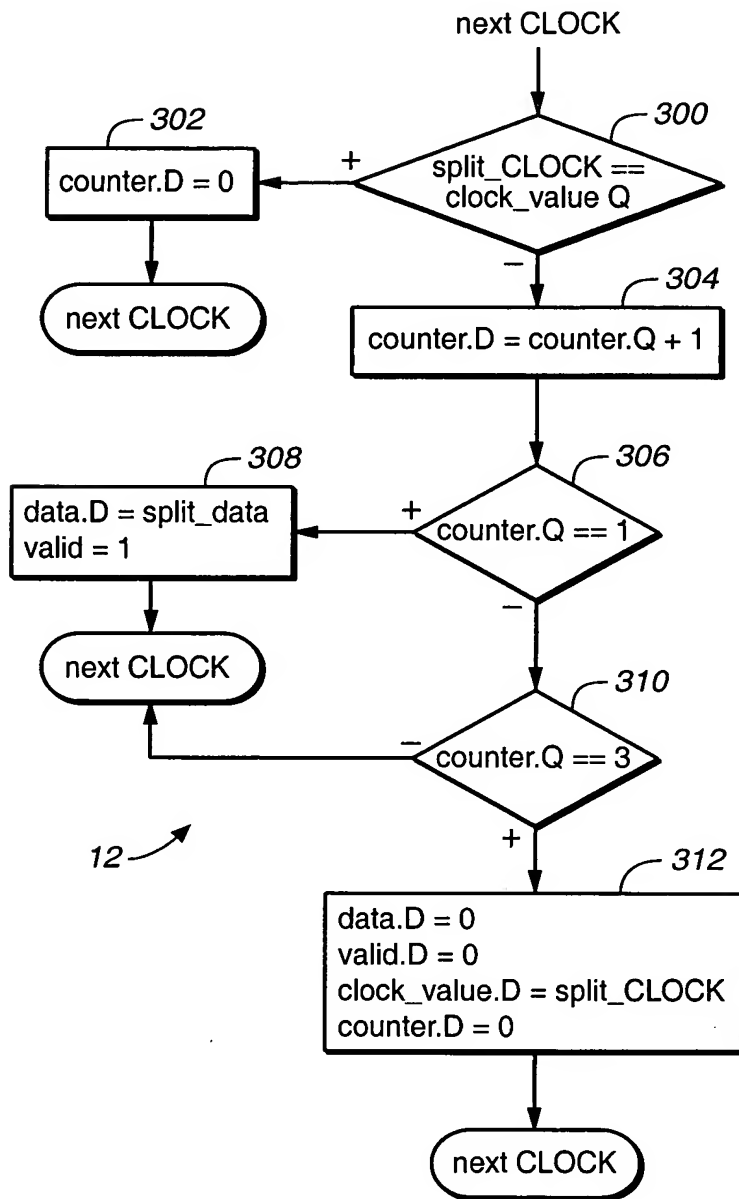 next CLOCK
300
split_CLOCK ==
clock_value Q
+
302
counter.D = 0
next CLOCK
−
304
counter.D = counter.Q + 1
306
counter.Q == 1
+
308
data.D = split_data
valid = 1
next CLOCK
−
310
counter.Q == 3
−
+
12
312
data.D = 0
valid.D = 0
clock_value.D = split_CLOCK
counter.D = 0
next CLOCK